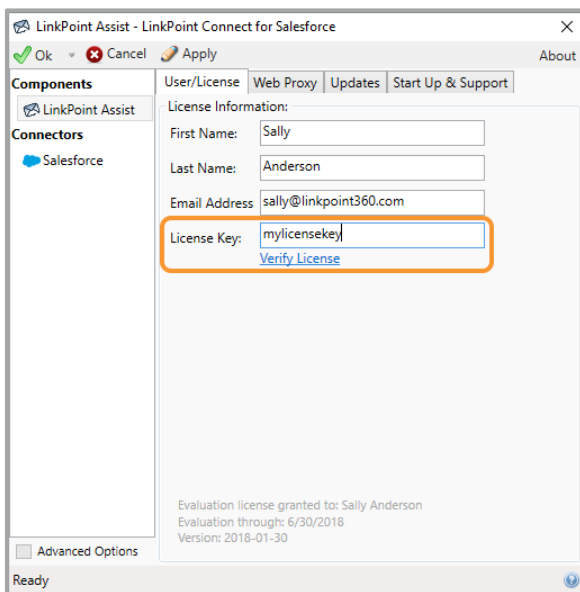 LinkPoint Assist - LinkPoint Connect for Salesforce
Ok Cancel Apply About
Components
LinkPoint Assist
Connectors
Salesforce
User/License Web Proxy Updates Start Up & Support
License Information:
First Name: Sally
Last Name: Anderson
Email Address sally@linkpoint360.com
License Key: mylicensekey
Verify License
Evaluation license granted to: Sally Anderson
Evaluation through: 6/30/2018
Version: 2018-01-30
Advanced Options
Ready